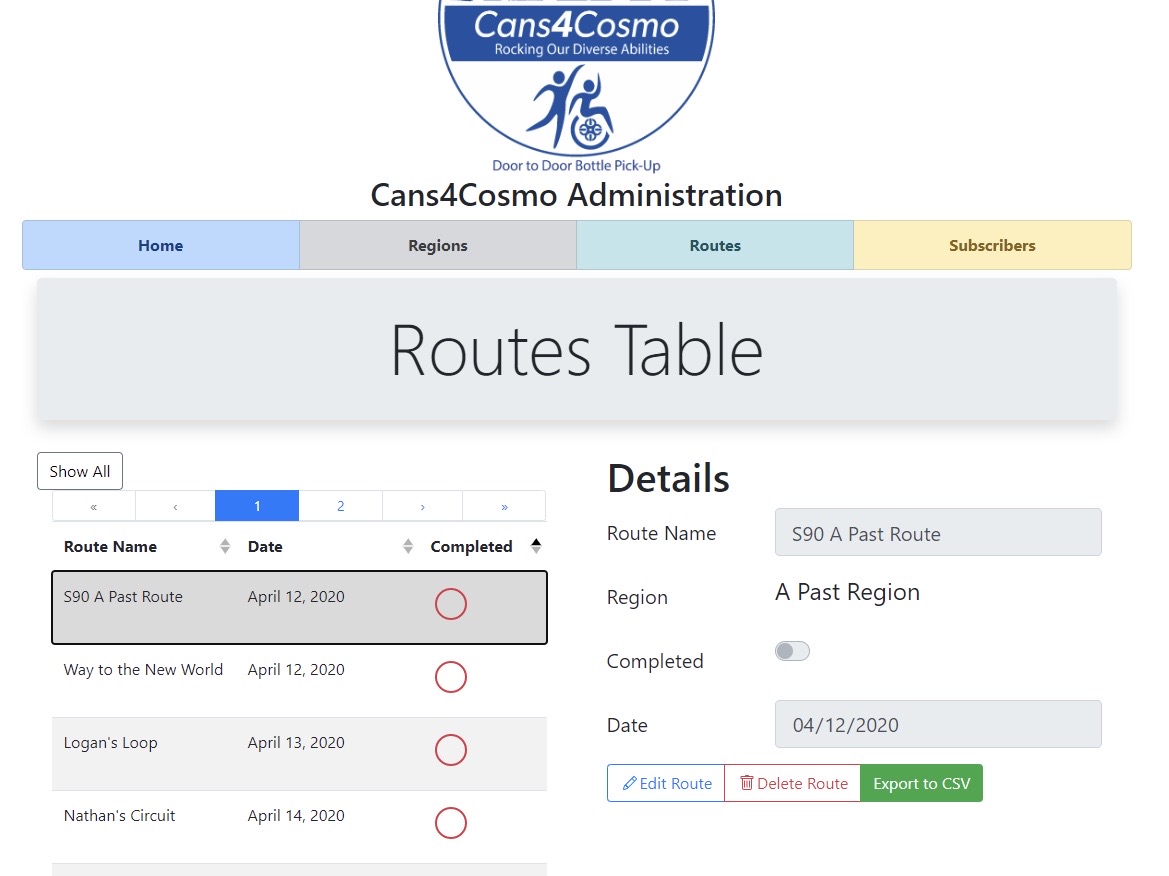 Cans4Cosmo
Rocking Our Diverse Abilities
Door to Door Bottle Pick-Up
Cans4Cosmo Administration
Home Regions Routes Subscribers
Routes Table
Show All
« ‹ 1 2 › »
Route Name Date Completed
S90 A Past Route April 12, 2020
Way to the New World April 12, 2020
Logan's Loop April 13, 2020
Nathan's Circuit April 14, 2020
Details
Route Name S90 A Past Route
Region A Past Region
Completed
Date 04/12/2020
Edit Route Delete Route Export to CSV